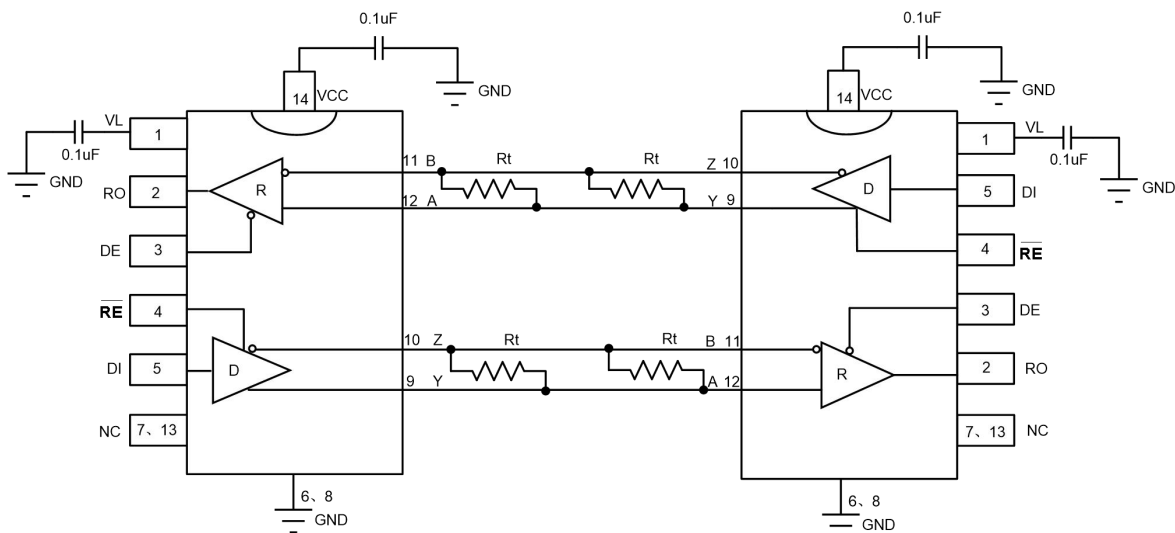 0.1uF
0.1uF
GND
GND
14
VCC
14
VCC
VL
1
1
VL
0.1uF
0.1uF
GND
GND
11 B
Rt
Rt
Z 10
RO
2
R
D
5
DI
12 A
Y 9
DE
3
4
RE
RE
4
3
DE
10 Z
Rt
Rt
B 11
DI
5
D
R
2
RO
9 Y
A 12
NC
7、13
7、13
NC
6、8
6、8
GND
GND